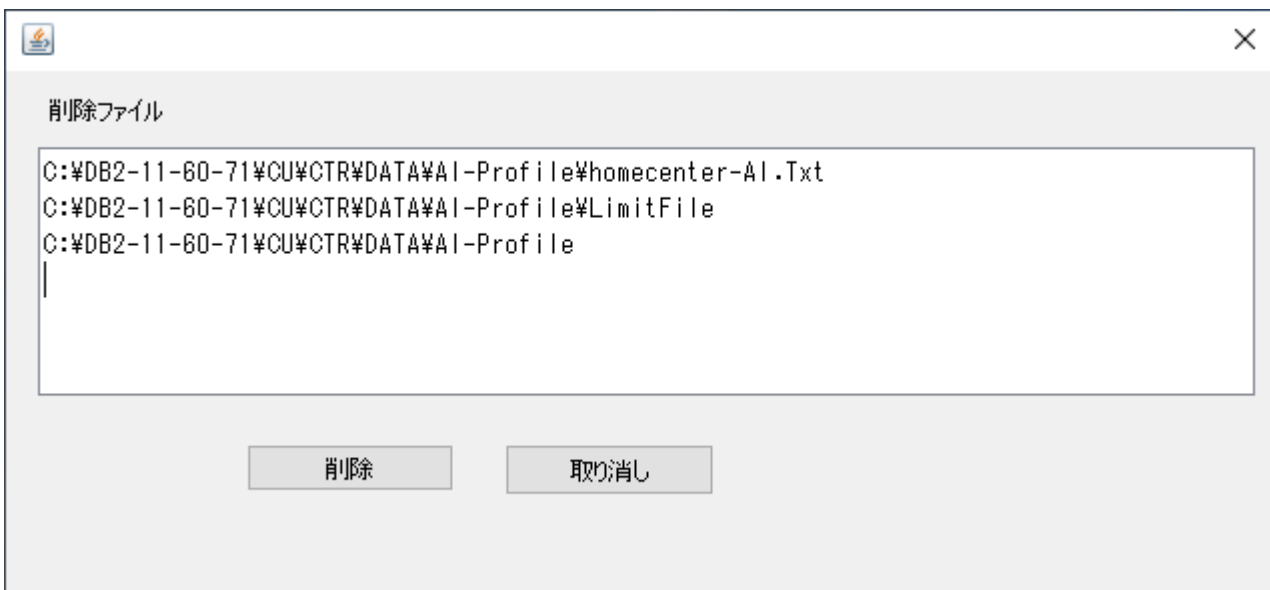 削除ファイル
C:¥DB2-11-60-71¥CU¥CTR¥DATA¥AI-Profile¥homecenter-AI.Txt
C:¥DB2-11-60-71¥CU¥CTR¥DATA¥AI-Profile¥LimitFile
C:¥DB2-11-60-71¥CU¥CTR¥DATA¥AI-Profile
削除
取り消し